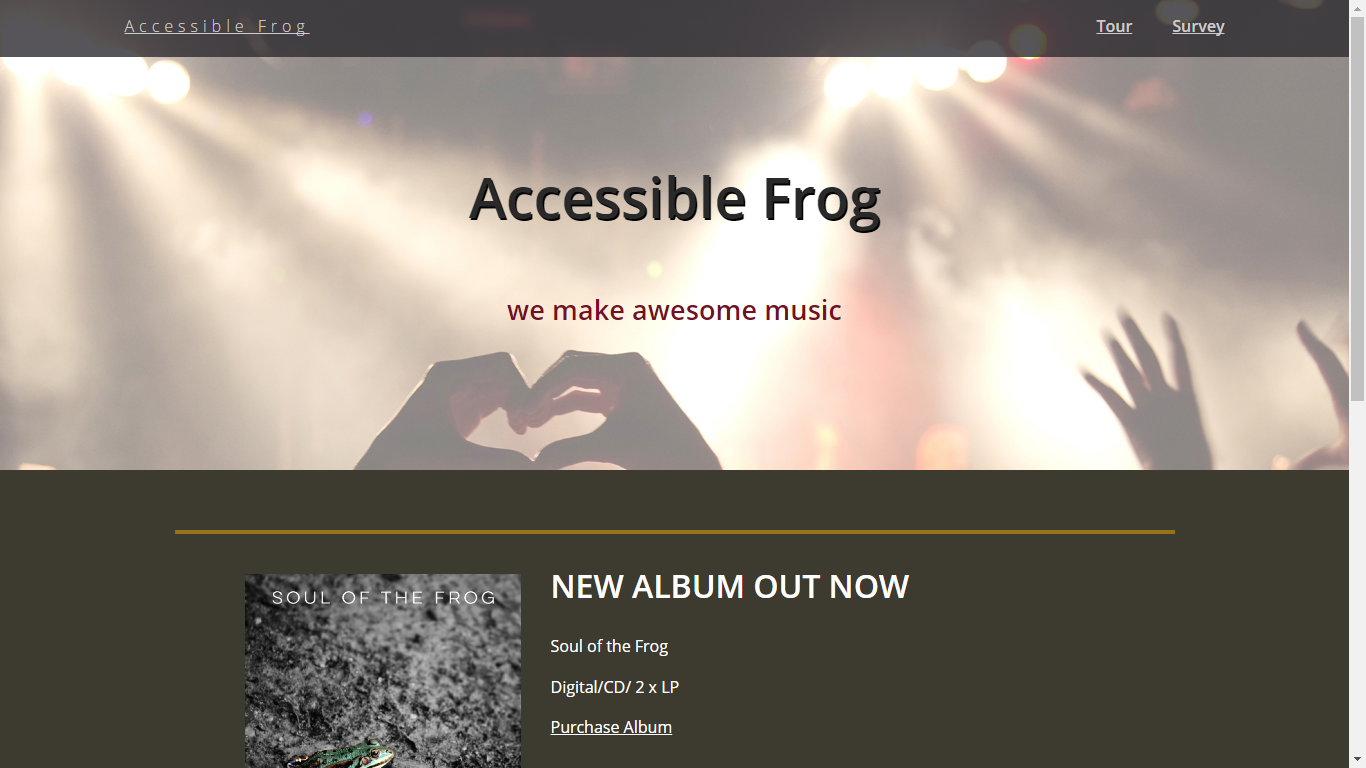 Accessible Frog
Tour
Survey
Accessible Frog
we make awesome music
SOUL OF THE FROG
NEW ALBUM OUT NOW
Soul of the Frog
Digital/CD/ 2 x LP
Purchase Album